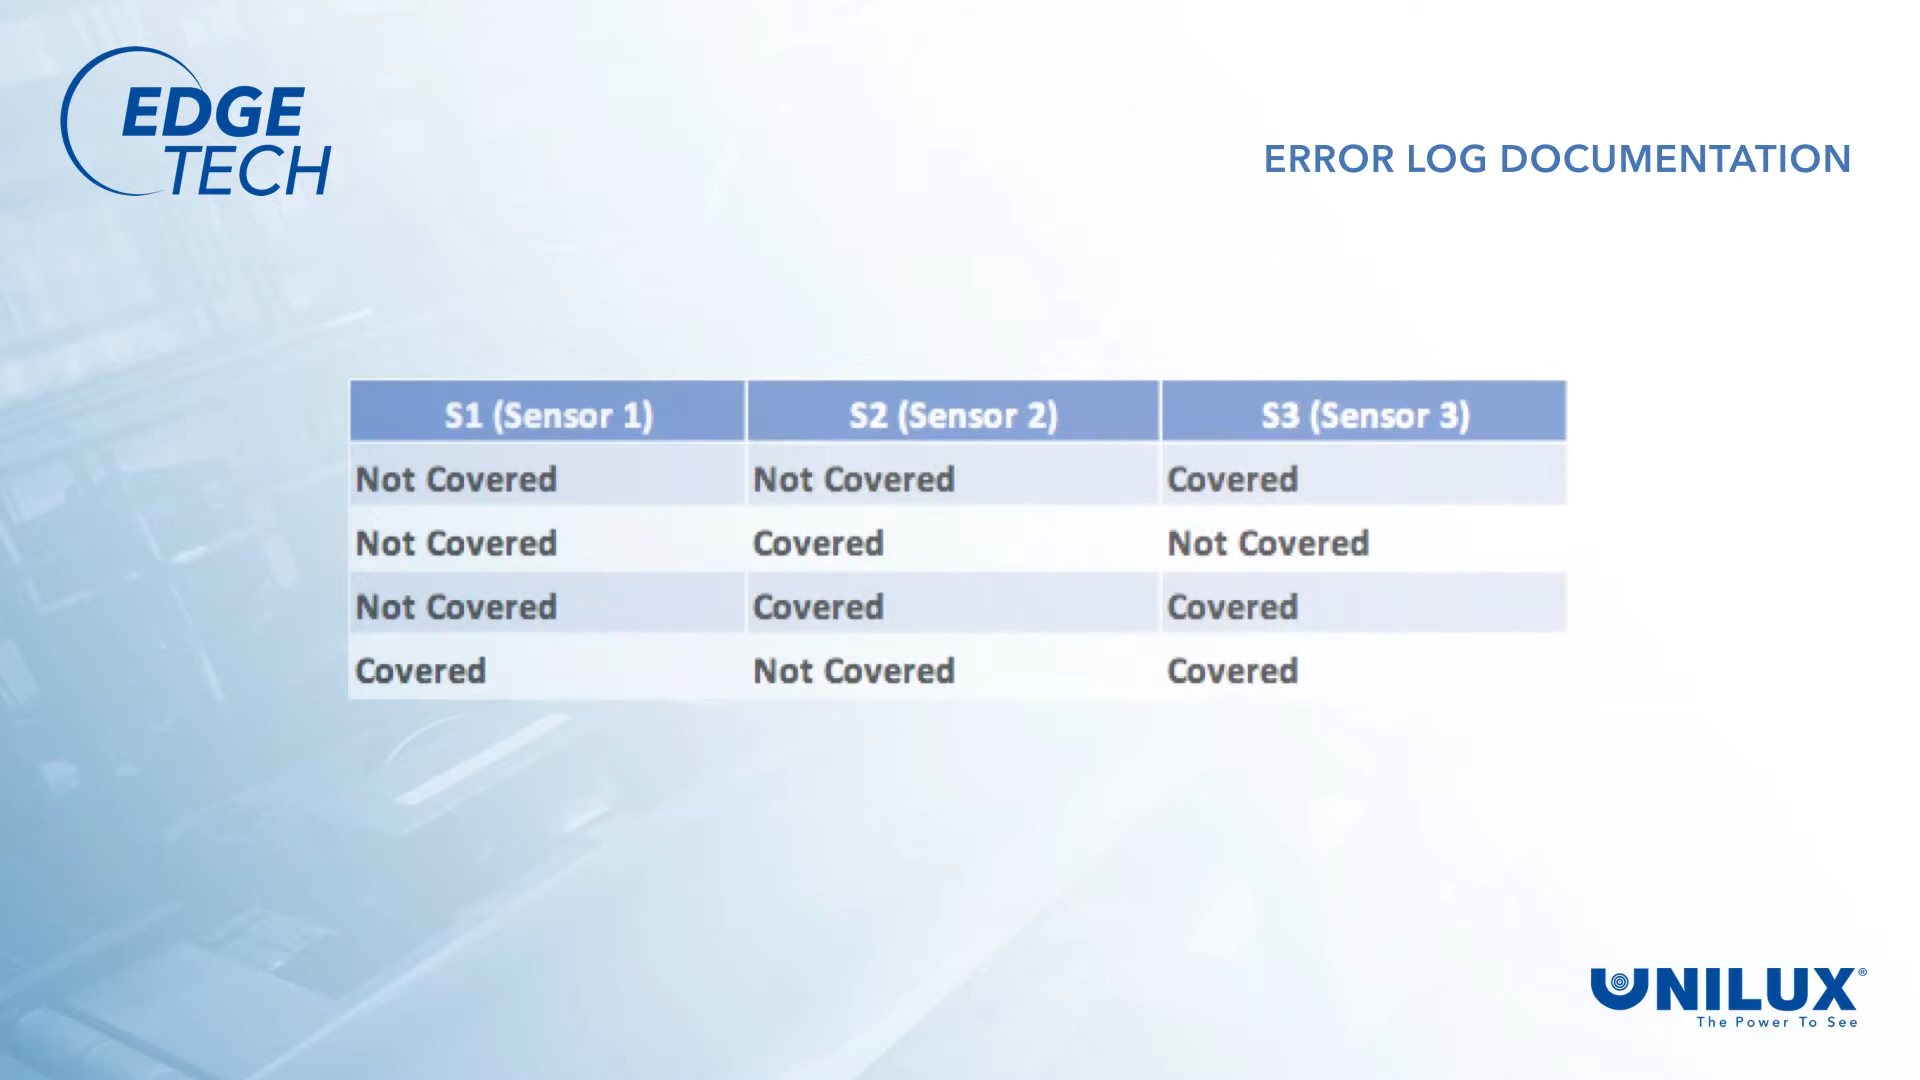 EDGE
TECH
ERROR LOG DOCUMENTATION
S1 (Sensor 1) S2 (Sensor 2) S3 (Sensor 3)
Not Covered Not Covered Covered
Not Covered Covered Not Covered
Not Covered Covered Covered
Covered Not Covered Covered
UNILUX®
The Power To See